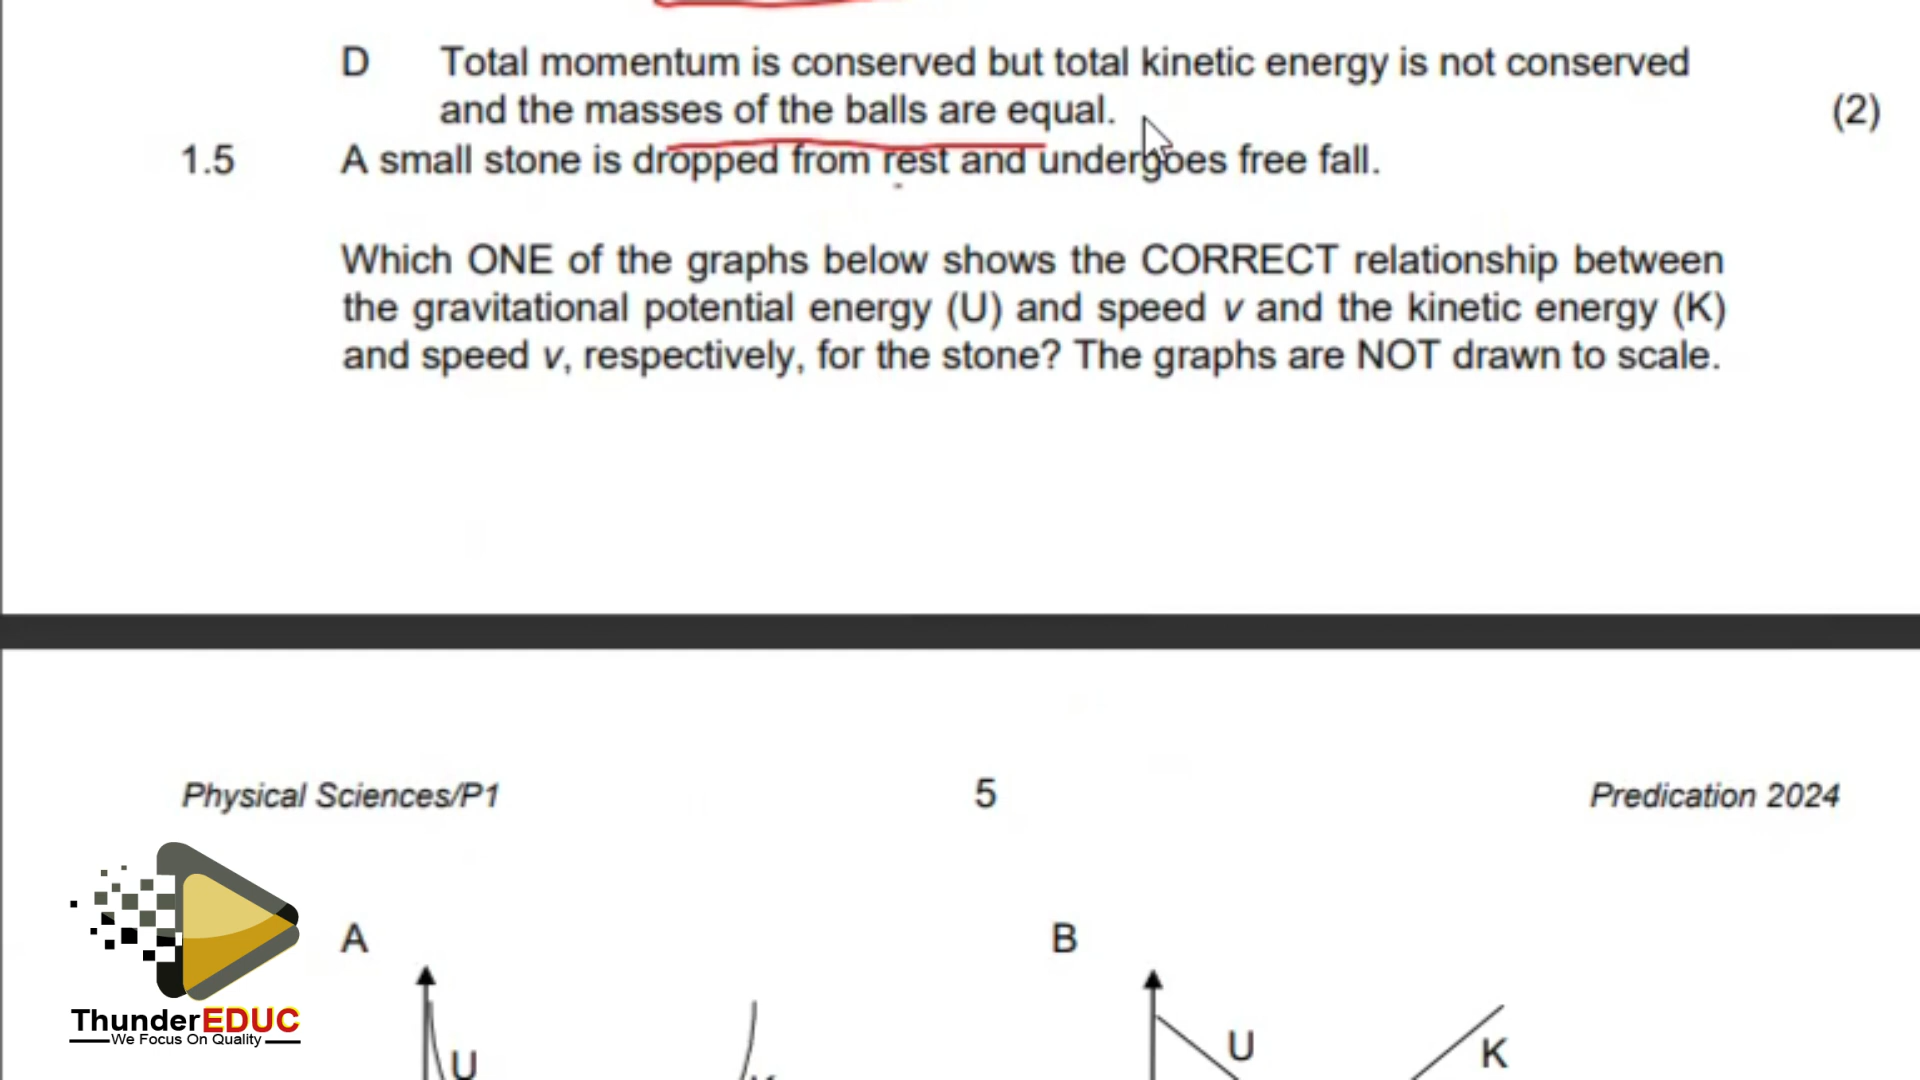 D Total momentum is conserved but total kinetic energy is not conserved
and the masses of the balls are equal.
(2)
1.5 A small stone is dropped from rest and undergoes free fall.
Which ONE of the graphs below shows the CORRECT relationship between
the gravitational potential energy (U) and speed v and the kinetic energy (K)
and speed v, respectively, for the stone? The graphs are NOT drawn to scale.
Physical Sciences/P1 5 Predication 2024
A B
U U K
ThunderEDUC
We Focus On Quality